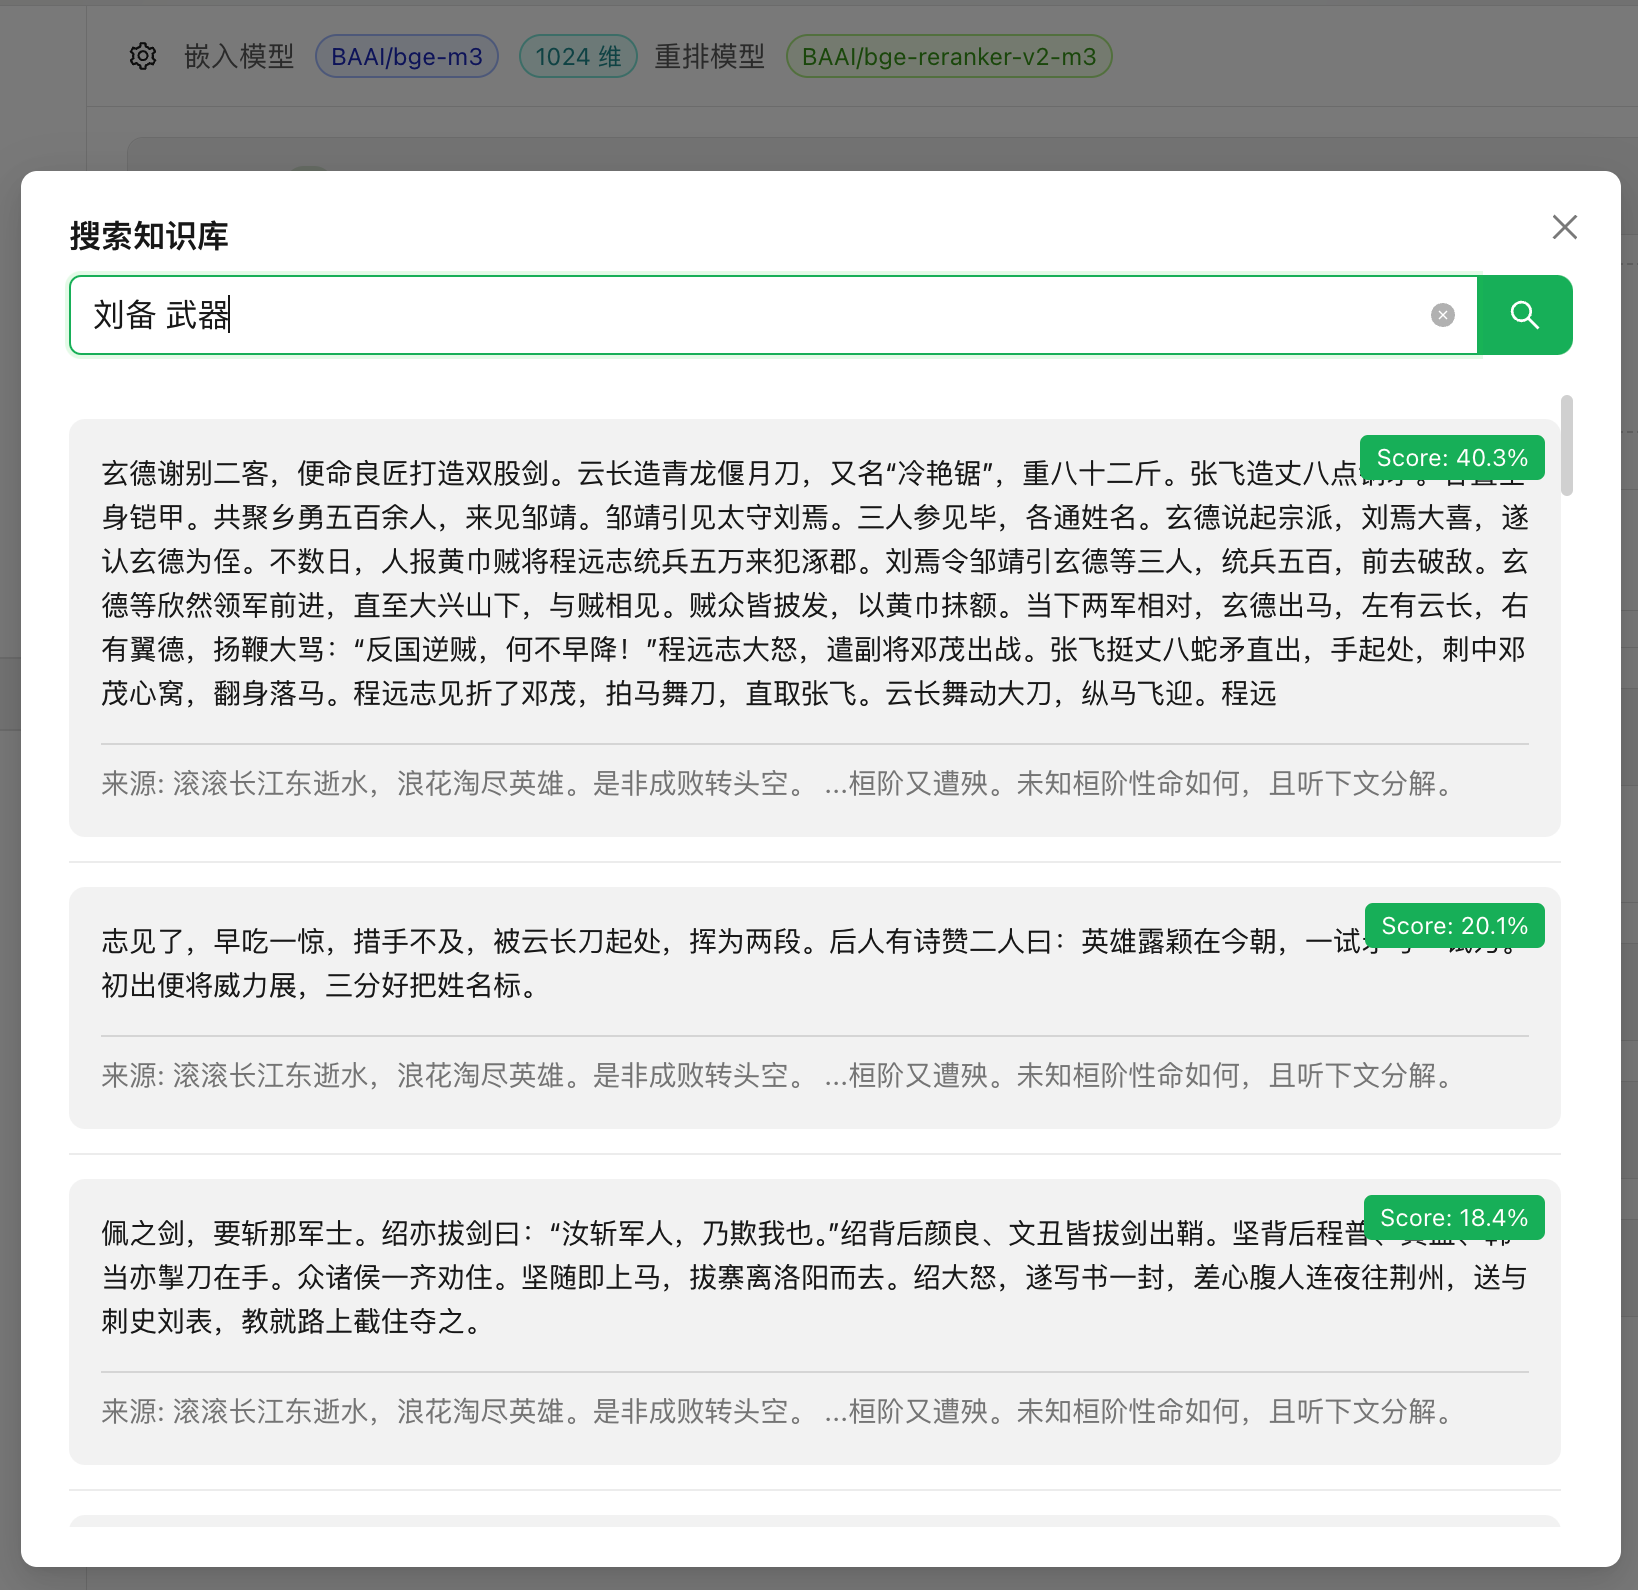 嵌入模型 BAAI/bge-m3 1024 维 重排模型 BAAI/bge-reranker-v2-m3
搜索知识库
刘备 武器
Score: 40.3%
玄德谢别二客，便命良匠打造双股剑。云长造青龙偃月刀，又名“冷艳锯”，重八十二斤。张飞造丈八点
身铠甲。共聚乡勇五百余人，来见邹靖。邹靖引见太守刘焉。三人参见毕，各通姓名。玄德说起宗派，刘焉大喜，遂
认玄德为侄。不数日，人报黄巾贼将程远志统兵五万来犯涿郡。刘焉令邹靖引玄德等三人，统兵五百，前去破敌。玄
德等欣然领军前进，直至大兴山下，与贼相见。贼众皆披发，以黄巾抹额。当下两军相对，玄德出马，左有云长，右
有翼德，扬鞭大骂：“反国逆贼，何不早降！”程远志大怒，遣副将邓茂出战。张飞挺丈八蛇矛直出，手起处，刺中邓
茂心窝，翻身落马。程远志见折了邓茂，拍马舞刀，直取张飞。云长舞动大刀，纵马飞迎。程远
来源: 滚滚长江东逝水，浪花淘尽英雄。是非成败转头空。 ...桓阶又遭殃。未知桓阶性命如何，且听下文分解。
Score: 20.1%
志见了，早吃一惊，措手不及，被云长刀起处，挥为两段。后人有诗赞二人曰：英雄露颖在今朝，一试
初出便将威力展，三分好把姓名标。
来源: 滚滚长江东逝水，浪花淘尽英雄。是非成败转头空。 ...桓阶又遭殃。未知桓阶性命如何，且听下文分解。
Score: 18.4%
佩之剑，要斩那军士。绍亦拔剑曰：“汝斩军人，乃欺我也。”绍背后颜良、文丑皆拔剑出鞘。坚背后程普、
当亦掣刀在手。众诸侯一齐劝住。坚随即上马，拔寨离洛阳而去。绍大怒，遂写书一封，差心腹人连夜往荆州，送与
刺史刘表，教就路上截住夺之。
来源: 滚滚长江东逝水，浪花淘尽英雄。是非成败转头空。 ...桓阶又遭殃。未知桓阶性命如何，且听下文分解。